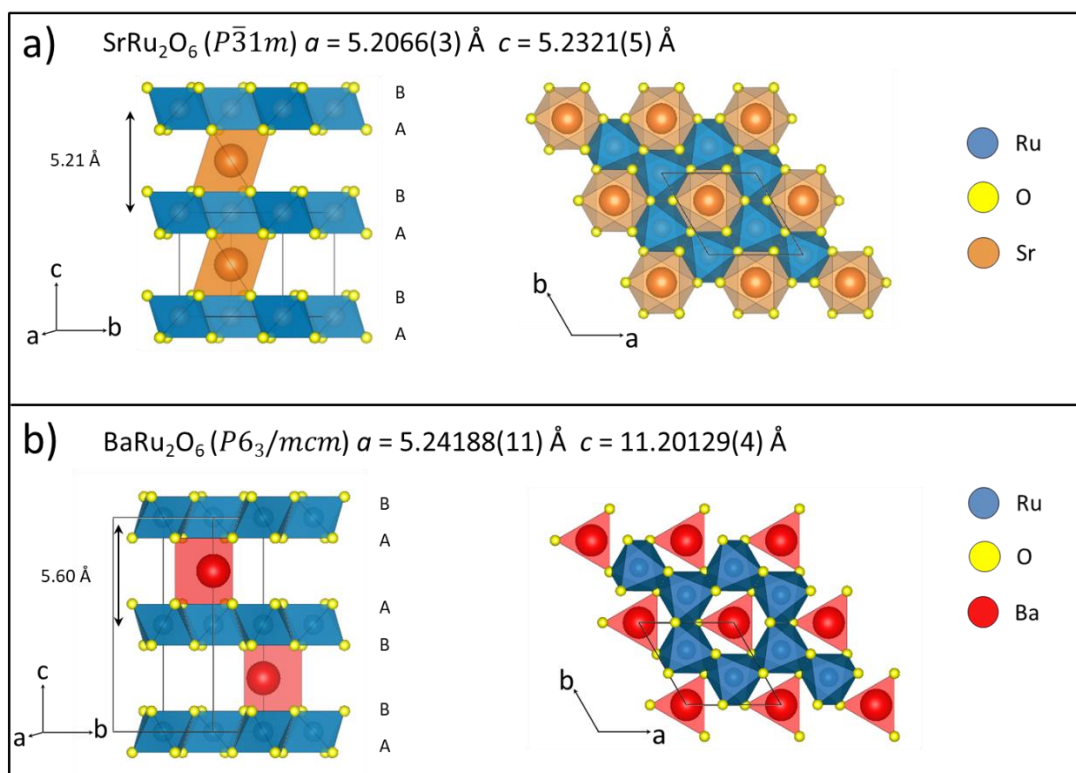 a) SrRu₂O₆ (P3̅1m) a = 5.2066(3) Å c = 5.2321(5) Å
B
A
5.21 Å
B
A
B
A
c
a
b
b
a
Ru
O
Sr
b) BaRu₂O₆ (P6₃/mcm) a = 5.24188(11) Å c = 11.20129(4) Å
B
A
5.60 Å
A
B
B
A
c
a
b
b
a
Ru
O
Ba